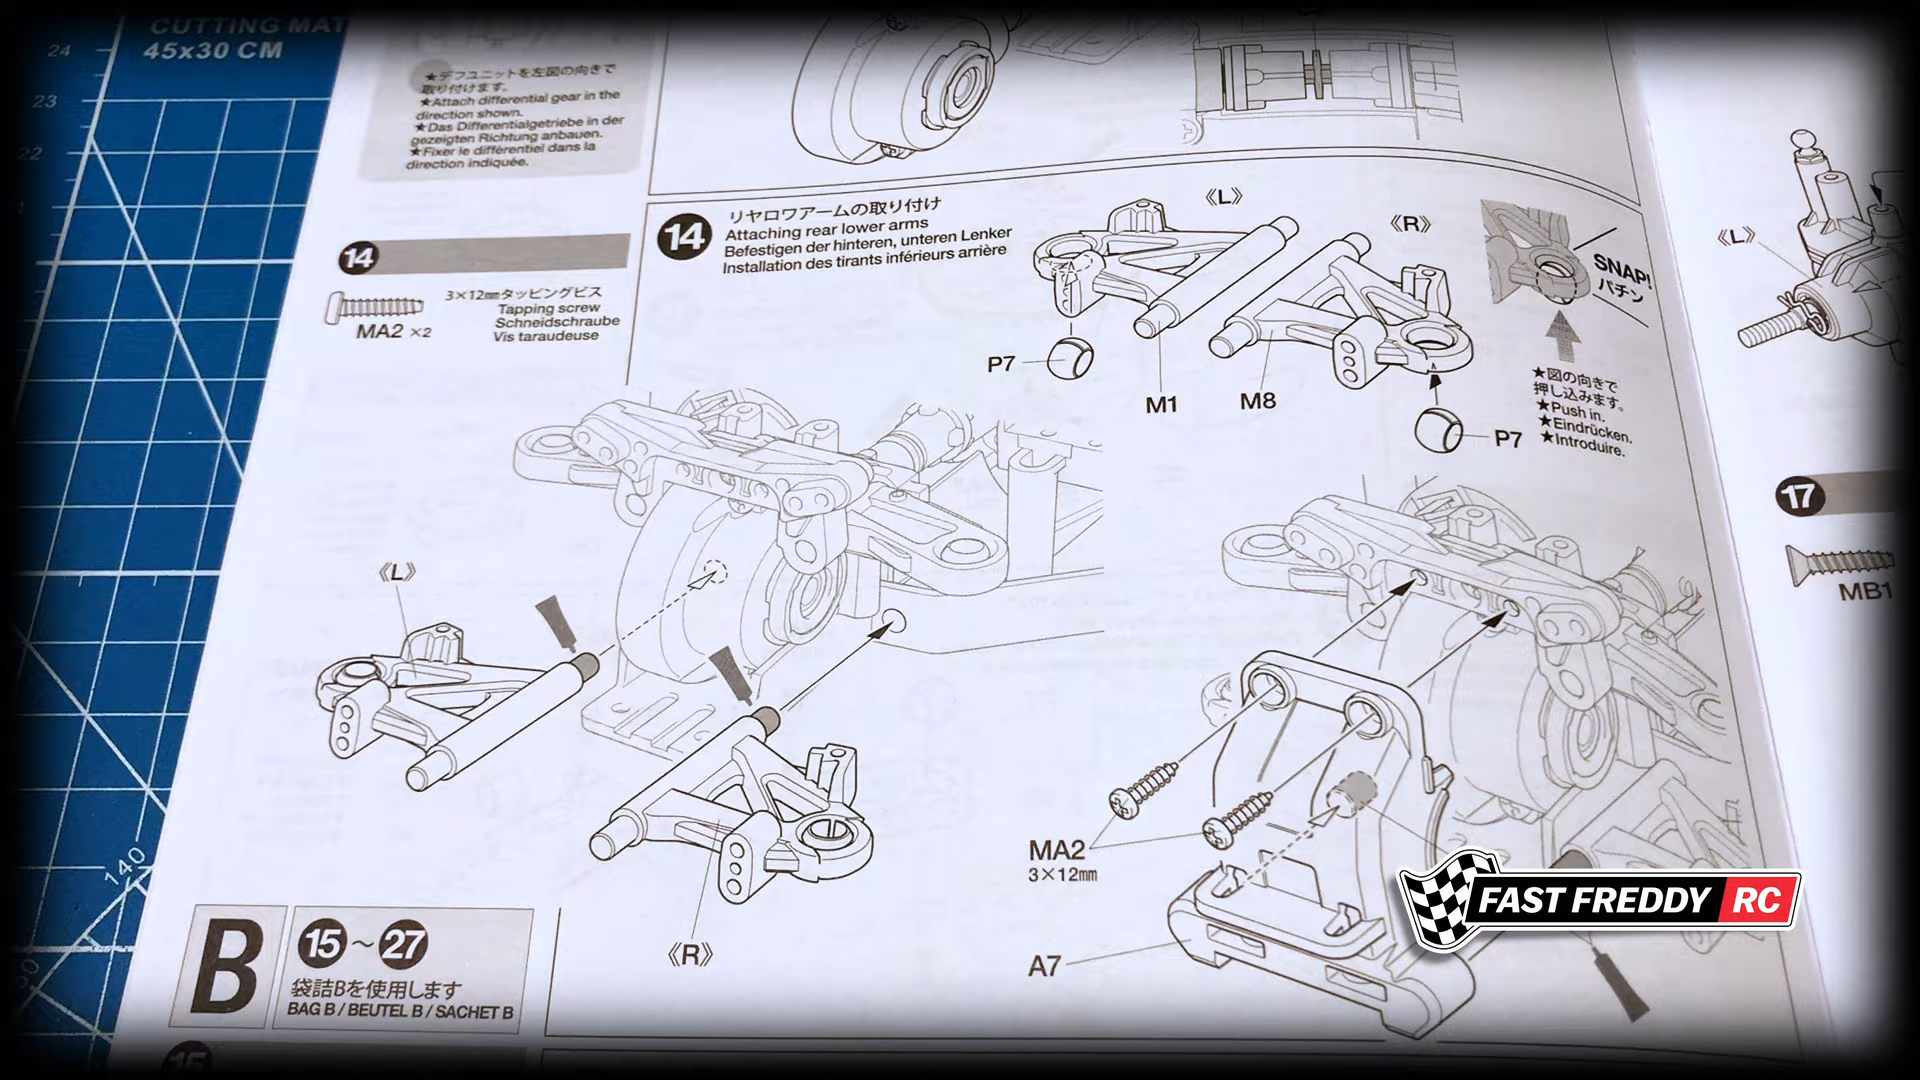 CUTTING MAT
45x30 CM
24
23
22
★デフユニットを左図の向きで
取り付けます。
★Attach differential gear in the
direction shown.
★Das Differentialgetriebe in der
gezeigten Richtung anbauen.
★Fixer le différentiel dans la
direction indiquée.
14
3×12mmタッピングビス
Tapping screw
Schneidschraube
Vis taraudeuse
MA2 ×2
14
リヤロワアームの取り付け
Attaching rear lower arms
Befestigen der hinteren, unteren Lenker
Installation des tirants inférieurs arrière
《L》
《R》
P7
M1
M8
P7
SNAP!
パチン
★図の向きで
押し込みます。
★Push in.
★Eindrücken.
★Introduire.
《L》
《R》
MA2
3×12mm
A7
《L》
17
MB1
140
B
15～27
袋詰Bを使用します
BAG B / BEUTEL B / SACHET B
15
FAST FREDDY RC